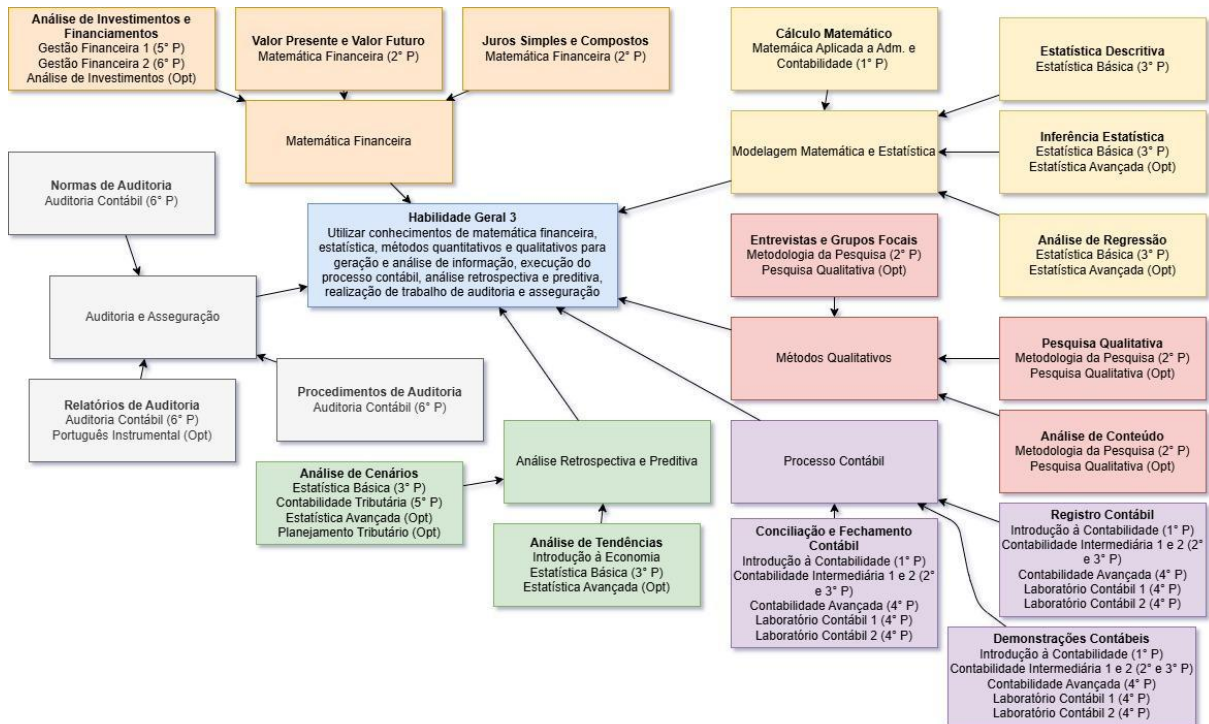 Análise de Investimentos e
Financiamentos
Gestão Financeira 1 (5° P)
Gestão Financeira 2 (6° P)
Análise de Investimentos (Opt)
Valor Presente e Valor Futuro
Matemática Financeira (2° P)
Juros Simples e Compostos
Matemática Financeira (2° P)
Cálculo Matemático
Matemáica Aplicada a Adm. e
Contabilidade (1° P)
Estatística Descritiva
Estatística Básica (3° P)
Matemática Financeira
Modelagem Matemática e Estatística
Inferência Estatística
Estatística Básica (3° P)
Estatística Avançada (Opt)
Normas de Auditoria
Auditoria Contábil (6° P)
Habilidade Geral 3
Utilizar conhecimentos de matemática financeira,
estatística, métodos quantitativos e qualitativos para
geração e análise de informação, execução do
processo contábil, análise retrospectiva e preditiva,
realização de trabalho de auditoria e asseguração
Entrevistas e Grupos Focais
Metodologia da Pesquisa (2° P)
Pesquisa Qualitativa (Opt)
Análise de Regressão
Estatística Básica (3° P)
Estatística Avançada (Opt)
Auditoria e Asseguração
Métodos Qualitativos
Pesquisa Qualitativa
Metodologia da Pesquisa (2° P)
Pesquisa Qualitativa (Opt)
Relatórios de Auditoria
Auditoria Contábil (6° P)
Português Instrumental (Opt)
Procedimentos de Auditoria
Auditoria Contábil (6° P)
Análise de Conteúdo
Metodologia da Pesquisa (2° P)
Pesquisa Qualitativa (Opt)
Análise Retrospectiva e Preditiva
Processo Contábil
Análise de Cenários
Estatística Básica (3° P)
Contabilidade Tributária (5° P)
Estatística Avançada (Opt)
Planejamento Tributário (Opt)
Análise de Tendências
Introdução à Economia
Estatística Básica (3° P)
Estatística Avançada (Opt)
Conciliação e Fechamento
Contábil
Introdução à Contabilidade (1° P)
Contabilidade Intermediária 1 e 2 (2°
e 3° P)
Contabilidade Avançada (4° P)
Laboratório Contábil 1 (4° P)
Laboratório Contábil 2 (4° P)
Registro Contábil
Introdução à Contabilidade (1° P)
Contabilidade Intermediária 1 e 2 (2°
e 3° P)
Contabilidade Avançada (4° P)
Laboratório Contábil 1 (4° P)
Laboratório Contábil 2 (4° P)
Demonstrações Contábeis
Introdução à Contabilidade (1° P)
Contabilidade Intermediária 1 e 2 (2° e 3° P)
Contabilidade Avançada (4° P)
Laboratório Contábil 1 (4° P)
Laboratório Contábil 2 (4° P)